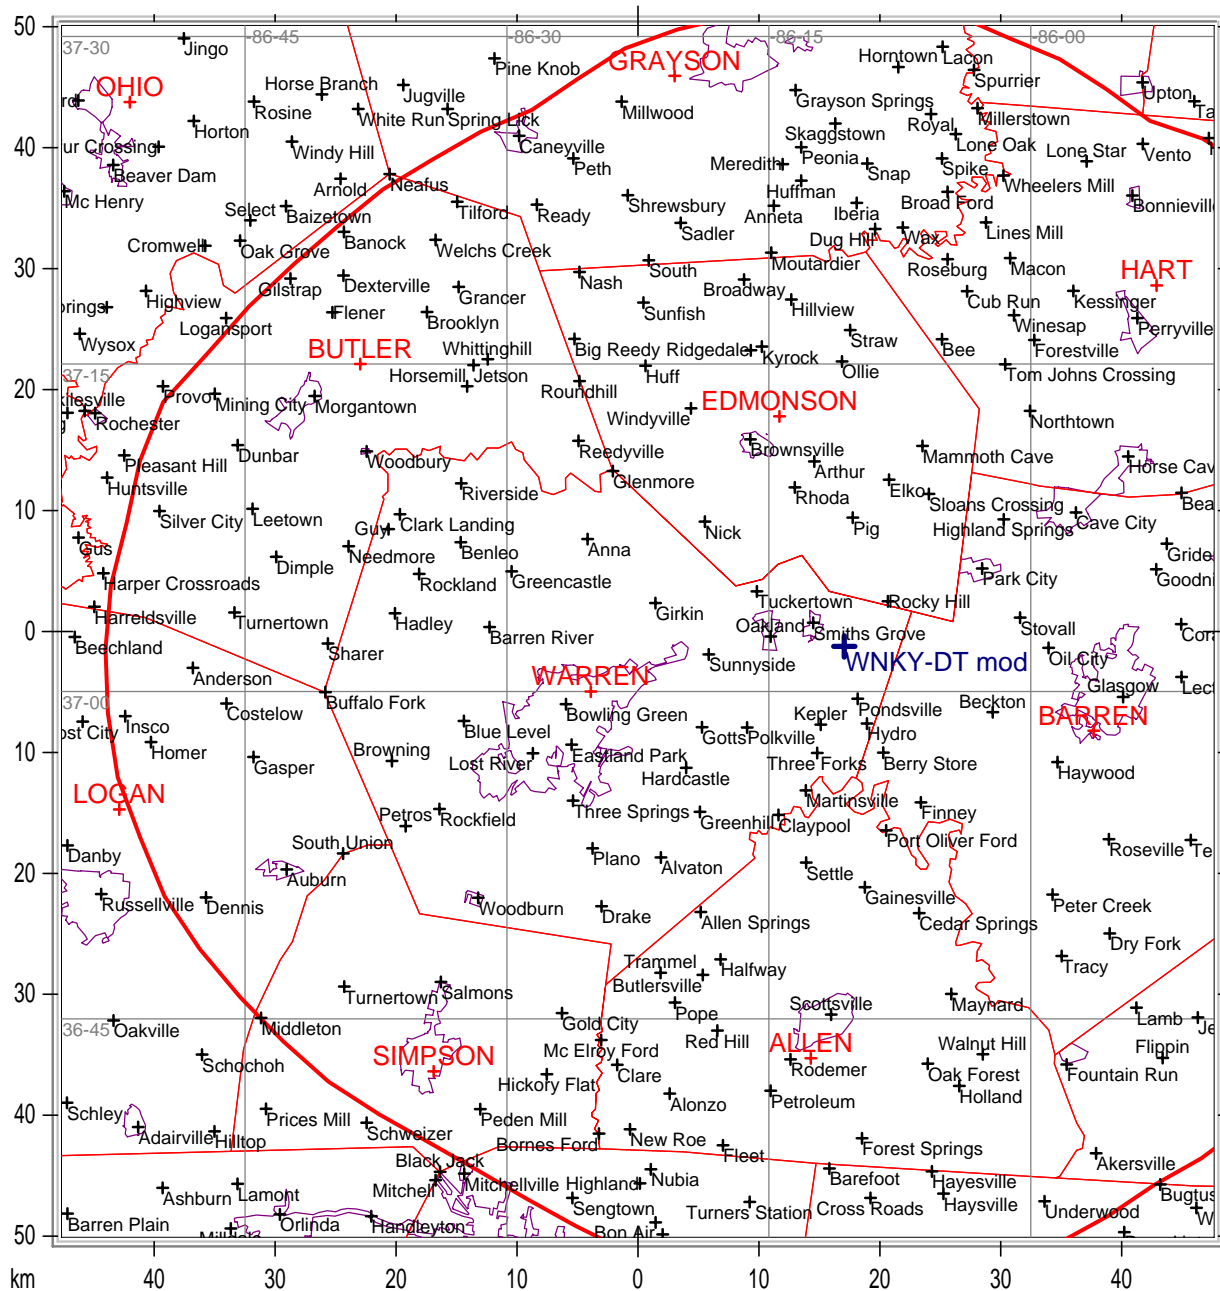 50
37-30
-86-45
-86-30
-86-15
-86-00
Jingo
Pine Knob
GRAYSON
Horntown
Lacon
Spurrier
Horse Branch
OHIO
Jugville
Upton
Rosine
White Run
Spring Lick
Millwood
Grayson Springs
Millerstown
Horton
Skaggstown
Royal
Lone Oak
40
ur Crossing
Windy Hill
Caneyville
Peonia
Lone Star
Vento
Beaver Dam
Peth
Meredith
Snap
Spike
Wheelers Mill
Mc Henry
Arnold
Neafus
Huffman
Broad Ford
Bonnieville
Select
Baizetown
Tilford
Ready
Shrewsbury
Anneta
Iberia
Cromwell
Oak Grove
Banock
Welchs Creek
Sadler
Dug Hill
Wax
Lines Mill
30
South
Moutardier
Roseburg
Macon
HART
Gilstrap
Dexterville
Grancer
Nash
Broadway
Hillview
Cub Run
Kessinger
orings
Highview
Flener
Brooklyn
Sunfish
Winsap
Perryville
Logansport
Wysox
BUTLER
Whittinghill
Big Reedy
Ridgedale
Kyrock
Straw
Bee
Forestville
37-15
Horsemill
Jetson
Roundhill
Huff
Ollie
Tom Johns Crossing
20
Provo
Mining City
Morgantown
Windyville
EDMONSON
Northtown
Rochester
Dunbar
Woodbury
Reedyville
Brownsville
Mammoth Cave
Pleasant Hill
Arthur
Horse Cav
Huntsville
Riverside
Glenmore
Rhoda
Elko
Sloans Crossing
10
Silver City
Leetown
Guy
Clark Landing
Nick
Pig
Highland Springs
Cave City
Gus
Needmore
Benleo
Anna
Dimple
Park City
Harper Crossroads
Rockland
Greencastle
Tuckertown
Rocky Hill
Harreldsville
Turnertown
Hadley
Girkin
Oakland
Smiths Grove
Stovall
0
Beechland
Sharer
Barren River
Sunnyside
WNKY-DT mod
Oil City
Anderson
WARREN
Glasgow
37-00
Costelow
Buffalo Fork
Bowling Green
Kepler
Pondsville
Beckton
BARREN
ost City
Insco
Homer
Blue Level
Gotts
Polkville
Hydro
10
Gasper
Browning
Lost River
Eastland Park
Hardcastle
Three Forks
Berry Store
Haywood
LOGAN
Petros
Rockfield
Three Springs
Greenhill
Claypool
Martinsville
Finney
South Union
Port Oliver Ford
Roseville
Danby
Auburn
Plano
Alvaton
Settle
20
Russellville
Dennis
Woodburn
Drake
Allen Springs
Gainesville
Cedar Springs
Peter Creek
Dry Fork
Trammel
Halfway
Tracy
30
Turnertown
Salmons
Butlersville
Scottsville
Maynard
36-45
Oakville
Middleton
Gold City
Pope
Red Hill
Lamb
Schochoh
SIMPSON
Mc Elroy Ford
ALLEN
Walnut Hill
Flippin
Hickory Flat
Clare
Rodemer
Oak Forest
Fountain Run
40
Schley
Prices Mill
Peden Mill
Alonzo
Petroleum
Holland
Adairville
Hilltop
Schweizer
Bornes Ford
New Roe
Fleet
Forest Springs
Black Jack
Akersville
Ashburn
Lamont
Mitchell
Mitchellville
Highland
Nubia
Barefoot
Hayesville
Sengtown
Turners Station
Cross Roads
Haysville
Underwood
Barren Plain
Orlinda
Handleyton
Bon Air
50
km
40
30
20
10
0
10
20
30
40